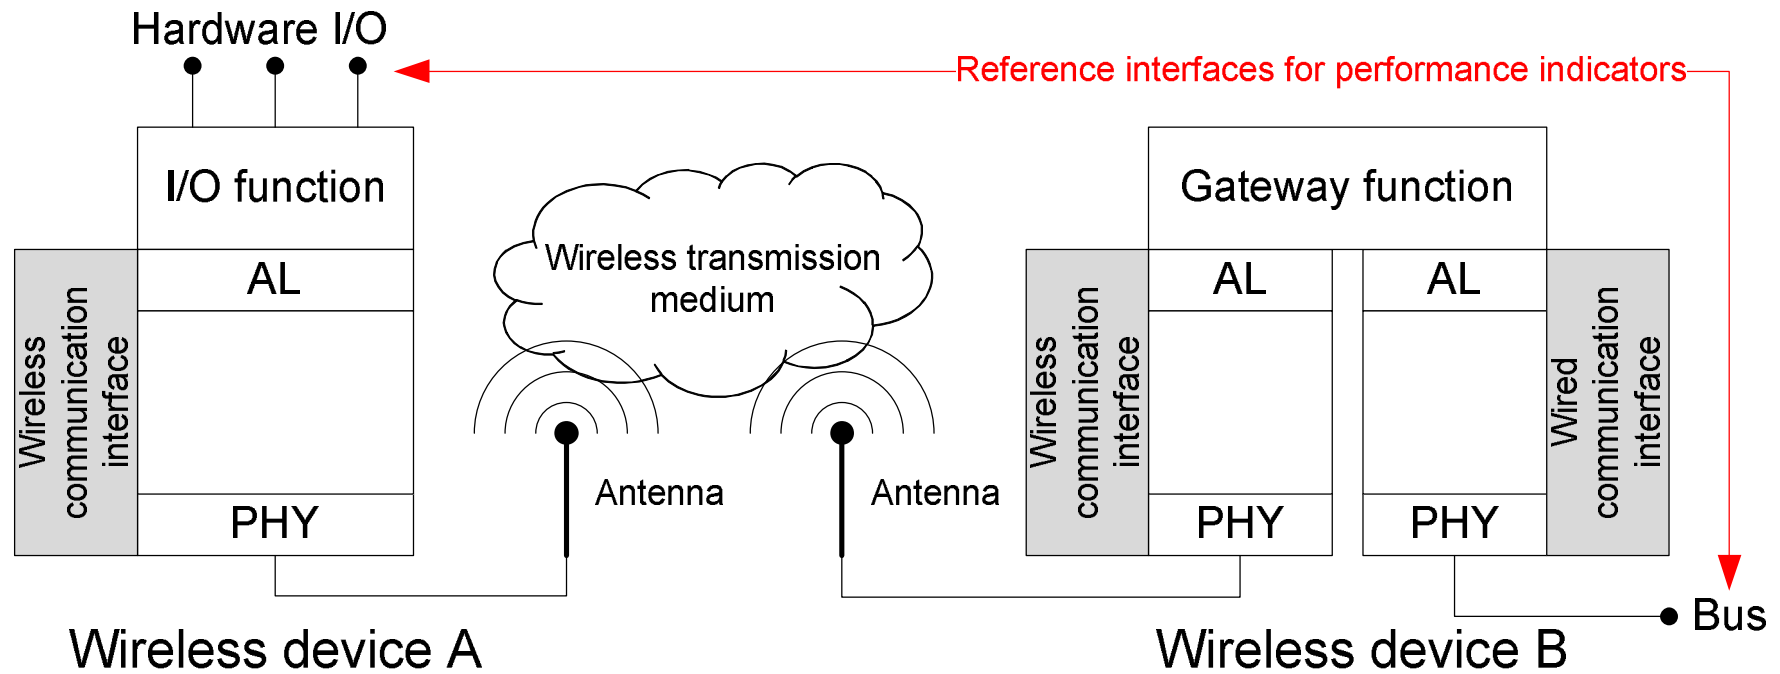 Hardware I/O
Reference interfaces for performance indicators
I/O function
Gateway function
Wireless transmission
medium
AL
AL
AL
Wireless
communication
interface
Wireless
communication
interface
Wired
communication
interface
Antenna
Antenna
PHY
PHY
PHY
Bus
Wireless device A
Wireless device B